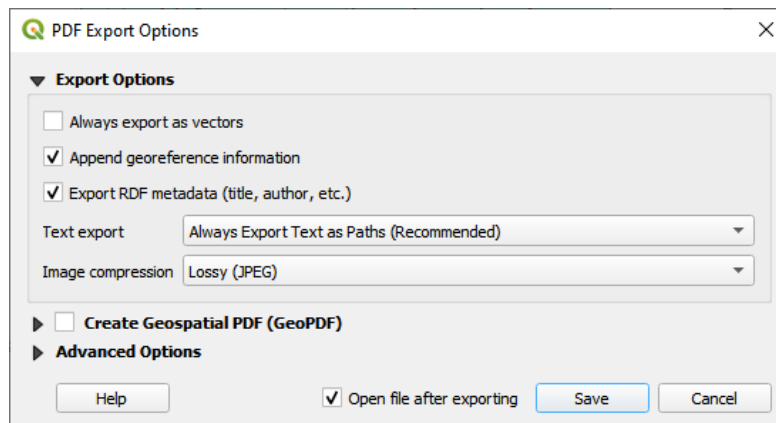 PDF Export Options
Export Options
Always export as vectors
Append georeference information
Export RDF metadata (title, author, etc.)
Text export Always Export Text as Paths (Recommended)
Image compression Lossy (JPEG)
Create Geospatial PDF (GeoPDF)
Advanced Options
Help Open file after exporting Save Cancel